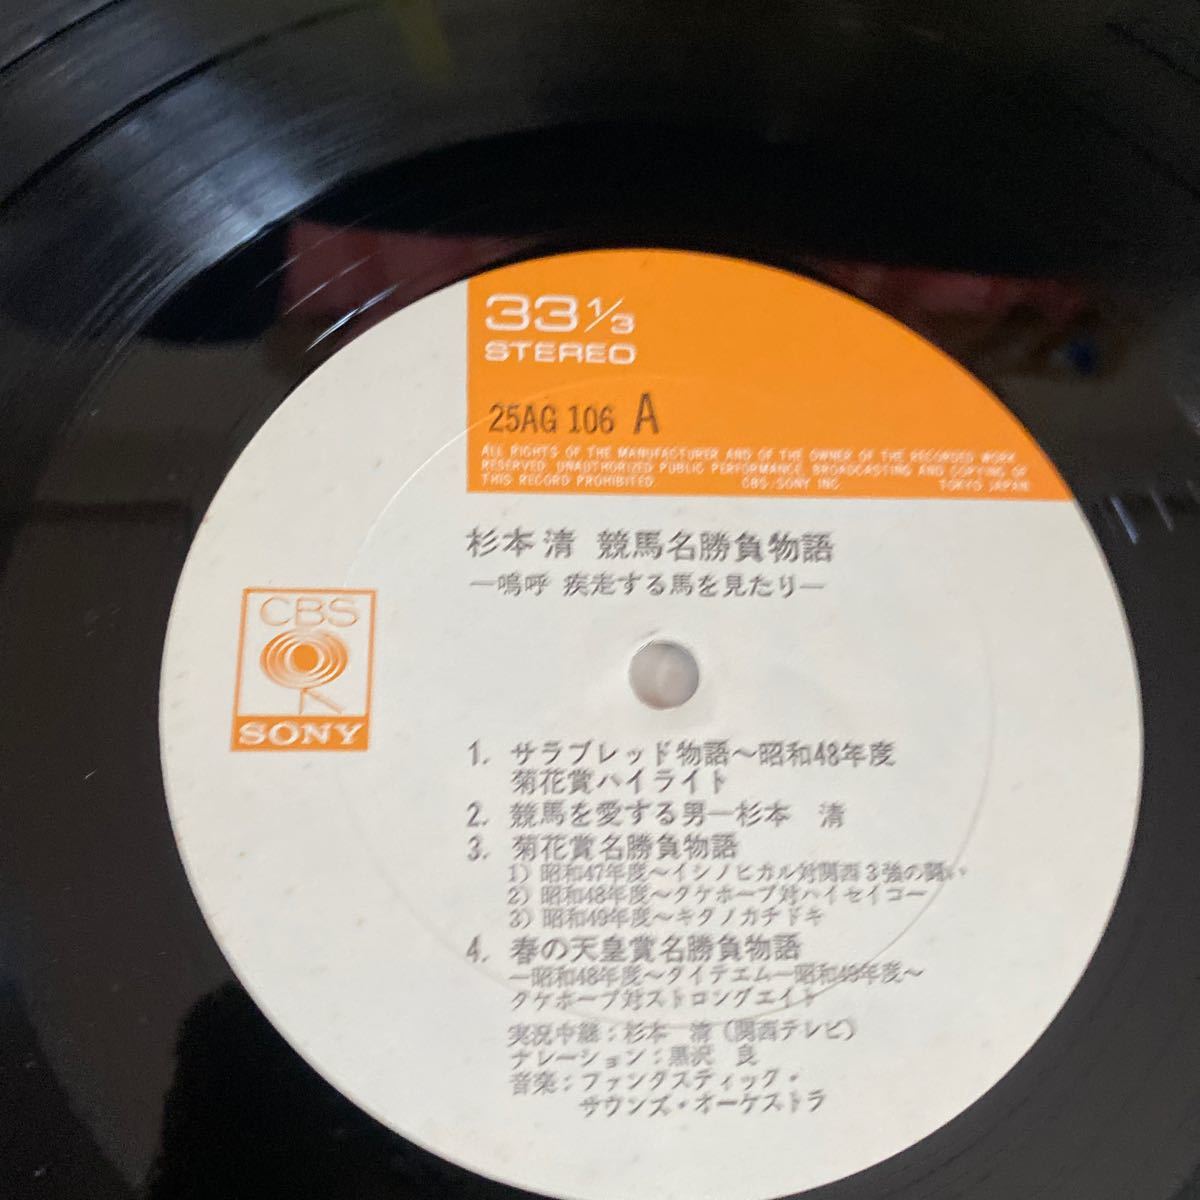 33 1/3
STEREO
25AG 106 A
ALL RIGHTS OF THE MANUFACTURER AND OF THE OWNER OF THE RECORDED WORK
RESERVED. UNAUTHORIZED PUBLIC PERFORMANCE, BROADCASTING AND COPYING OF
THIS RECORD PROHIBITED. CBS/SONY INC. TOKYO JAPAN
杉本 清 競馬名勝負物語
—嗚呼 疾走する馬を見たり—
CBS
SONY
1. サラブレッド物語〜昭和48年度
菊花賞ハイライト
2. 競馬を愛する男—杉本 清
3. 菊花賞名勝負物語
1) 昭和47年度〜イシノヒカル対関西3強の闘い
2) 昭和48年度〜タケホープ対ハイセイコー
3) 昭和49年度〜キタノカチドキ
4. 春の天皇賞名勝負物語
—昭和48年度〜タイテエム—昭和49年度〜
タケホープ対ストロングエイト
実況中継：杉本 清（関西テレビ）
ナレーション：黒沢 良
音楽：ファンタスティック・
サウンズ・オーケストラ